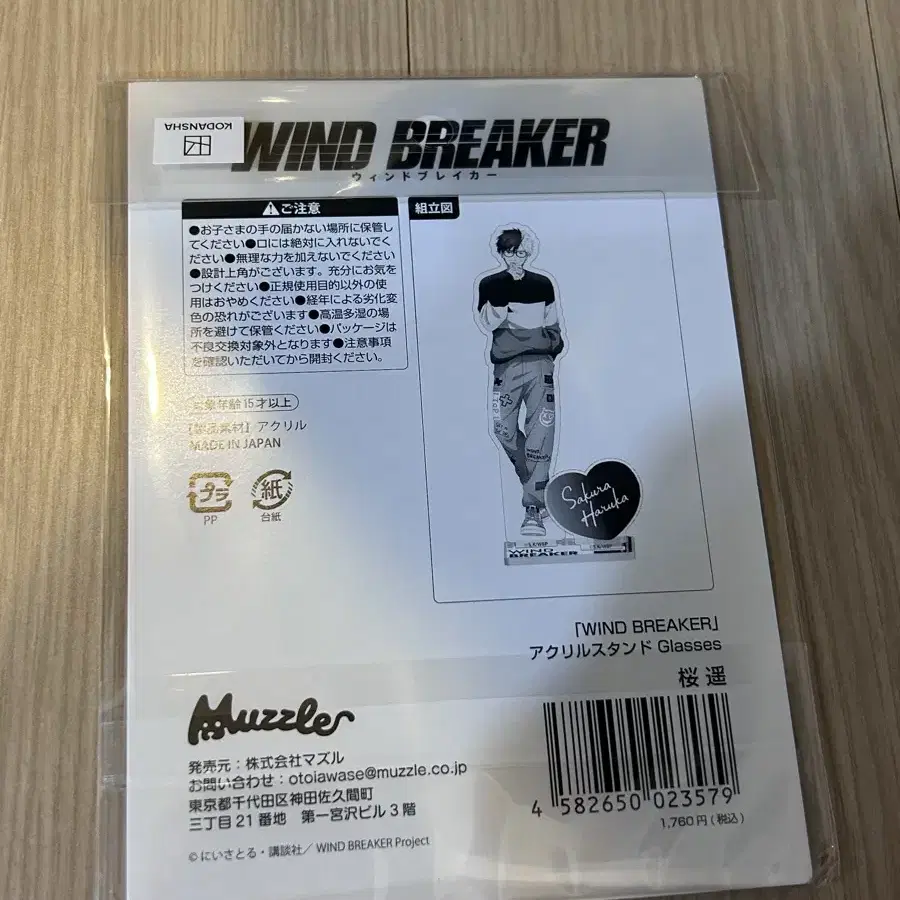 KODANSHA
WIND BREAKER
ウィンドブレイカー
ご注意
●お子さまの手の届かない場所に保管し
てください●口には絶対に入れないでくだ
さい●無理な力を加えないでください
●設計上角がございます。充分にお気を
つけください●正規使用目的以外の使
用はおやめください●経年による劣化変
色の恐れがございます●高温多湿の場
所を避けて保管ください●パッケージは
不良交換対象外となります●注意事項
を確認いただいてから開封ください。
組立図
Sakura
Haruka
WIND
BREAKER
対象年齢15才以上
【製品素材】アクリル
MADE IN JAPAN
プラ
PP
紙
台紙
「WIND BREAKER」
アクリルスタンド Glasses
桜 遥
Muzzle
発売元：株式会社マズル
お問い合わせ：otoiawase@muzzle.co.jp
東京都千代田区神田佐久間町
三丁目21番地 第一宮沢ビル3階
©にいさとる・講談社／WIND BREAKER Project
4 582650 023579
1,760円(税込)